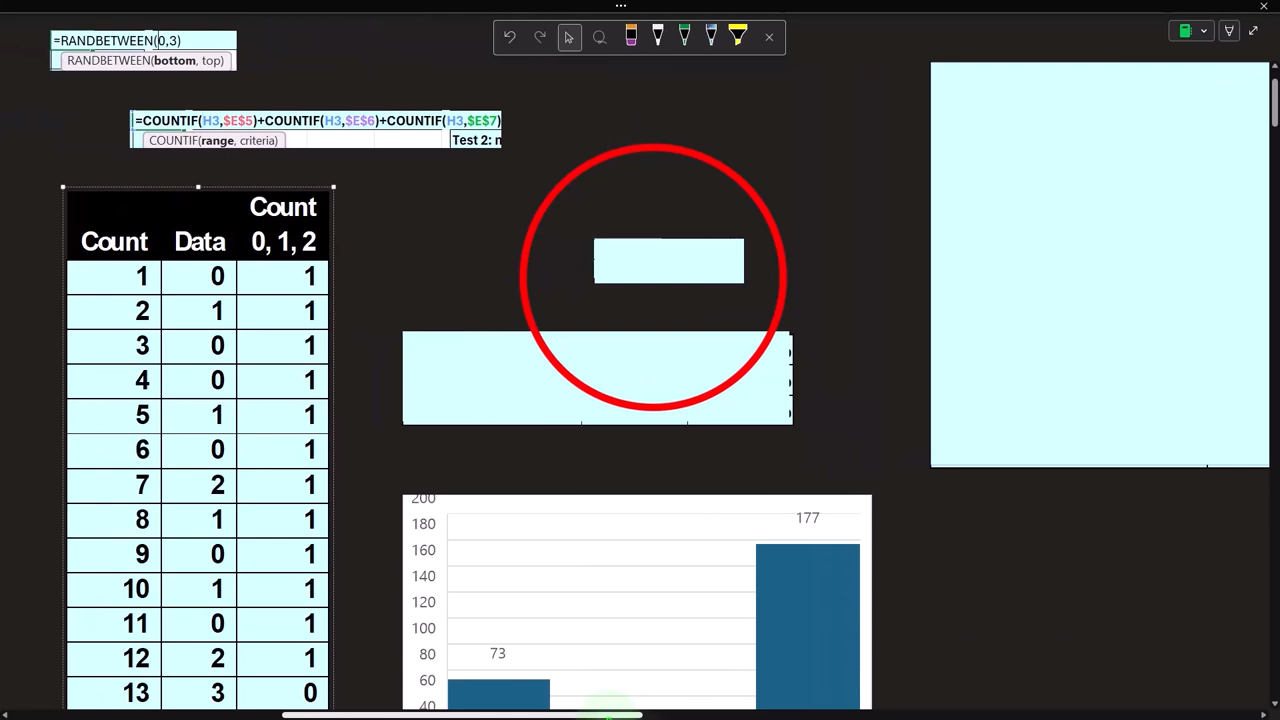 =RANDBETWEEN(0,3)
RANDBETWEEN(bottom, top)
=COUNTIF(H3,$E$5)+COUNTIF(H3,$E$6)+COUNTIF(H3,$E$7)
COUNTIF(range, criteria)
Test 2:
Count Data Count 0, 1, 2
1 0 1
2 1 1
3 0 1
4 0 1
5 1 1
6 0 1
7 2 1
8 1 1
9 0 1
10 1 1
11 0 1
12 2 1
13 3 0
200
180
160
140
120
100
80
60
40
177
73